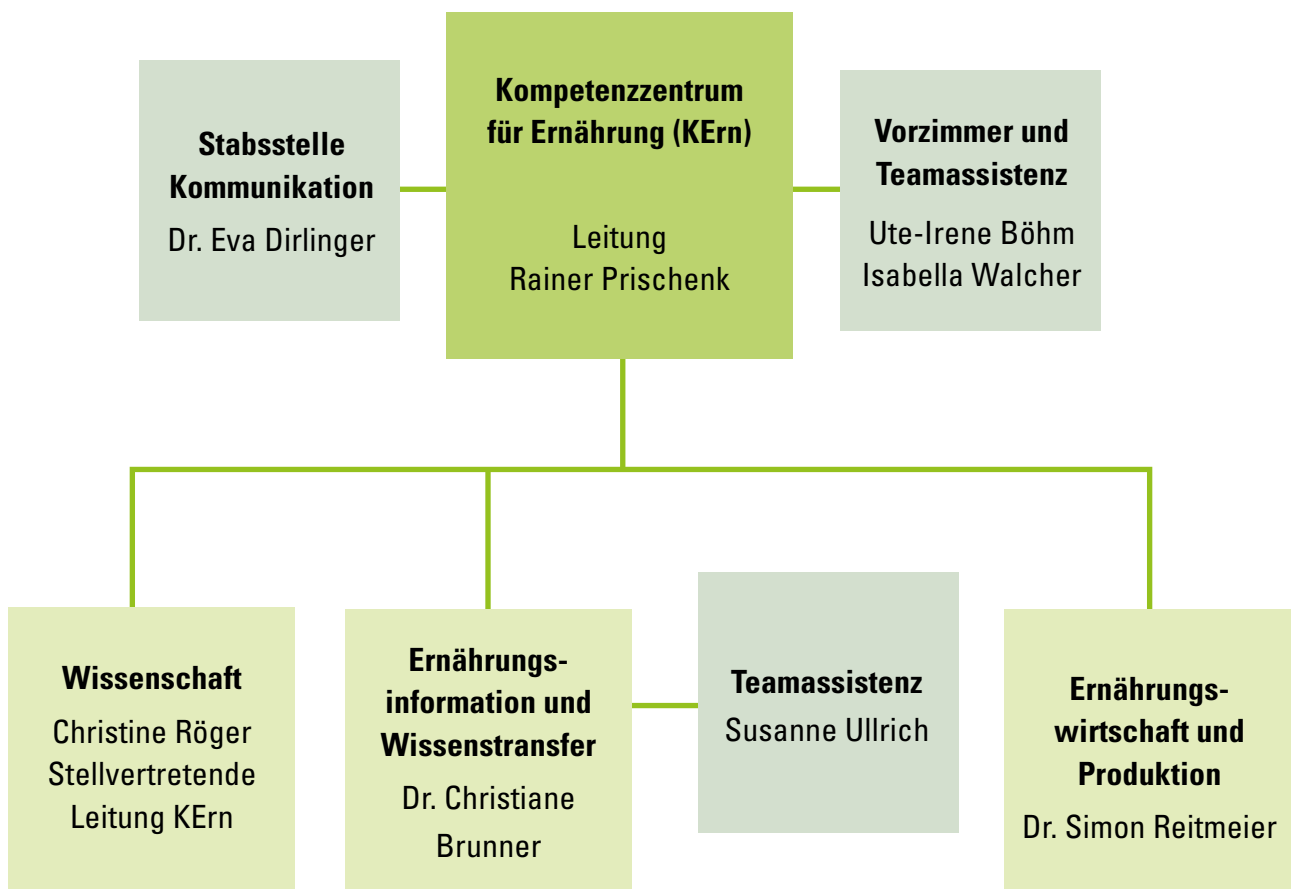 Kompetenzzentrum
für Ernährung (KErn)
Leitung
Rainer Prischenk
Stabsstelle
Kommunikation
Dr. Eva Dirlinger
Vorzimmer und
Teamassistenz
Ute-Irene Böhm
Isabella Walcher
Wissenschaft
Christine Röger
Stellvertretende
Leitung KErn
Ernährungs-
information und
Wissenstransfer
Dr. Christiane
Brunner
Teamassistenz
Susanne Ullrich
Ernährungs-
wirtschaft und
Produktion
Dr. Simon Reitmeier